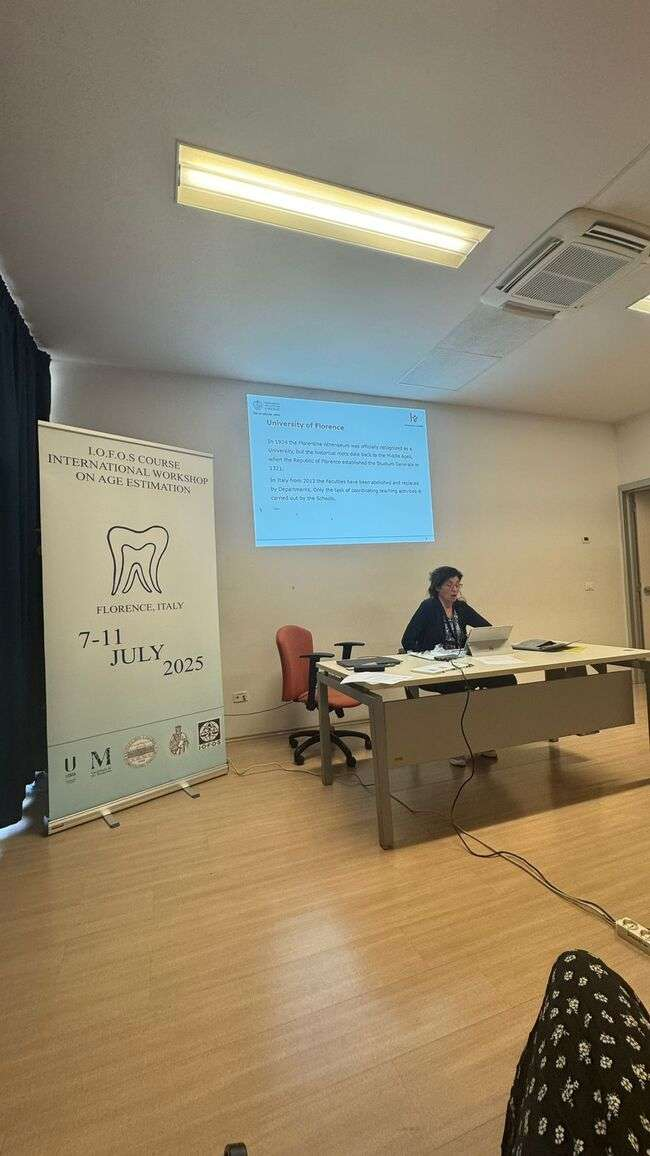 I.O.F.O.S COURSE
INTERNATIONAL WORKSHOP
ON AGE ESTIMATION
FLORENCE, ITALY
7-11
JULY 2025
U M
IOFOS
University of Florence
In 1924 the Florentine Athenaeum was officially recognized as a
University, but the historical roots date back to the Middle Ages,
when the Republic of Florence established the Studium Generale in
1321.
In Italy from 2013 the Faculties have been abolished and replaced
by Departments. Only the task of coordinating teaching activities is
carried out by the Schools.